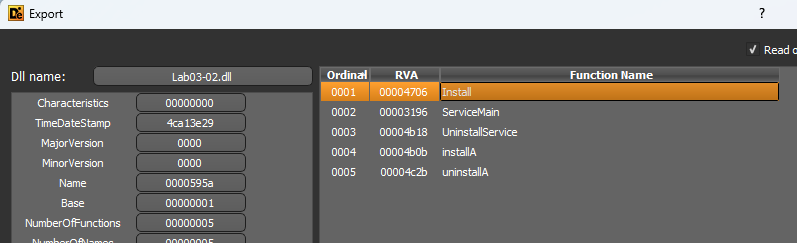 Export ?
Read o
Dll name: Lab03-02.dll
Ordinal RVA Function Name
0001 00004706 Install
0002 00003196 ServiceMain
0003 00004b18 UninstallService
0004 00004b0b installA
0005 00004c2b uninstallA
Characteristics 00000000
TimeDateStamp 4ca13e29
MajorVersion 0000
MinorVersion 0000
Name 0000595a
Base 00000001
NumberOfFunctions 00000005